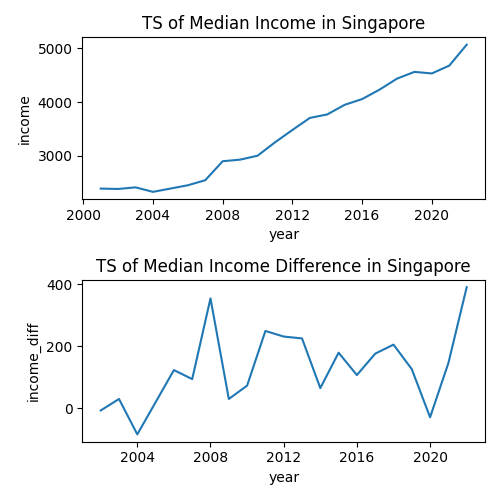 TS of Median Income in Singapore
5000
4000
3000
income
2000 2004 2008 2012 2016 2020
year
TS of Median Income Difference in Singapore
400
200
0
income_diff
2004 2008 2012 2016 2020
year